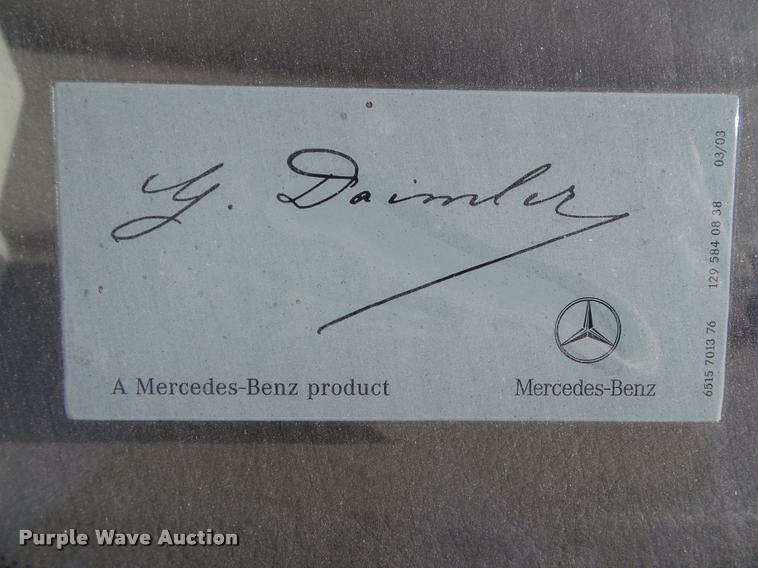 G. Daimler
A Mercedes-Benz product
Mercedes-Benz
6515 7013 76 129 584 08 38 03/03
Purple Wave Auction